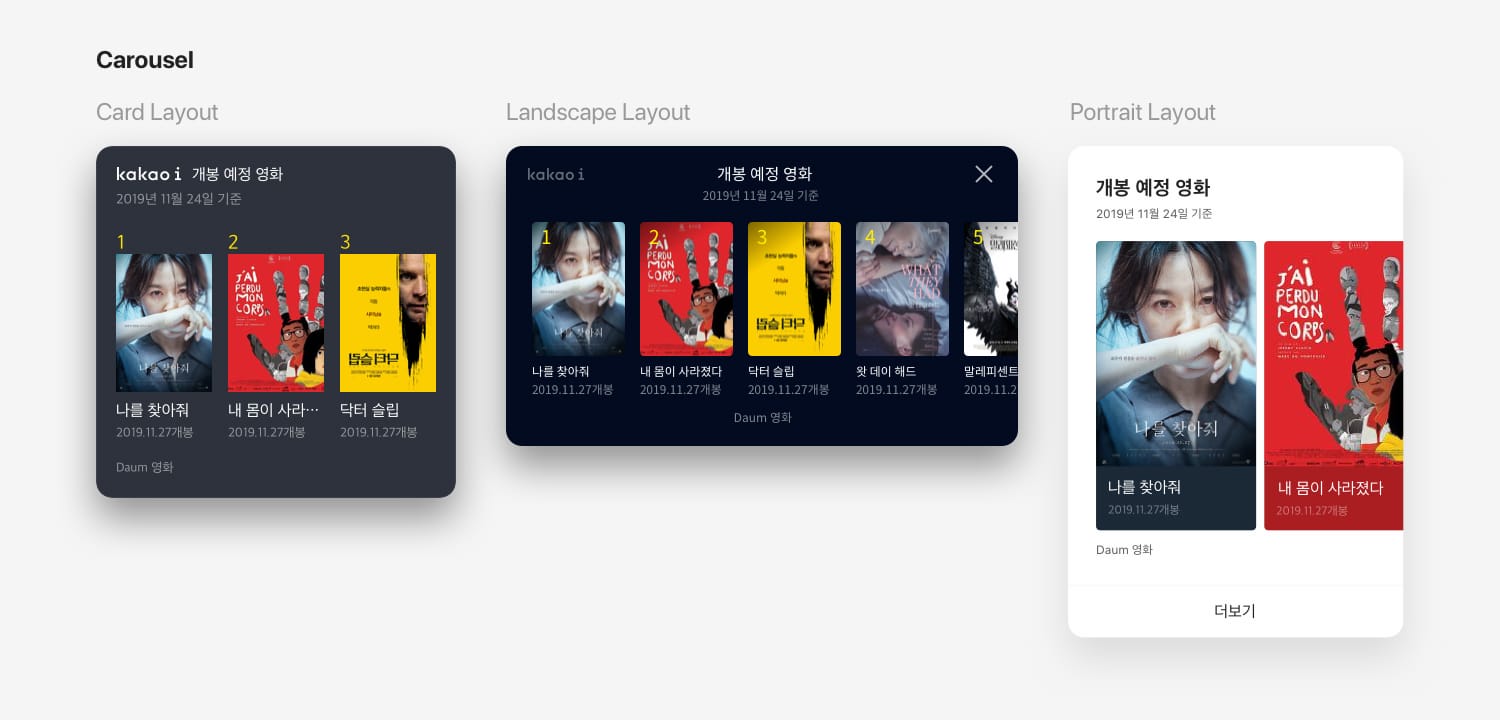 Carousel
Card Layout
kakao i 개봉 예정 영화
2019년 11월 24일 기준
1
2
3
J'AI
PERDU
MON
CORPS
나를 찾아줘
나를 찾아줘
내 몸이 사라…
닥터 슬립
2019.11.27개봉
2019.11.27개봉
2019.11.27개봉
Daum 영화
Landscape Layout
kakao i
개봉 예정 영화
2019년 11월 24일 기준
1
2
3
4
5
J'AI
PERDU
MON
CORPS
WHAT
THEY
HAD
나를 찾아줘
나를 찾아줘
내 몸이 사라졌다
닥터 슬립
왓 데이 해드
말레피센트
2019.11.27개봉
2019.11.27개봉
2019.11.27개봉
2019.11.27개봉
2019.11.2
Daum 영화
Portrait Layout
개봉 예정 영화
2019년 11월 24일 기준
J'AI
PERDU
MON
CORPS
나를 찾아줘
나를 찾아줘
2019.11.27개봉
내 몸이 사라졌다
2019.11.27개봉
Daum 영화
더보기